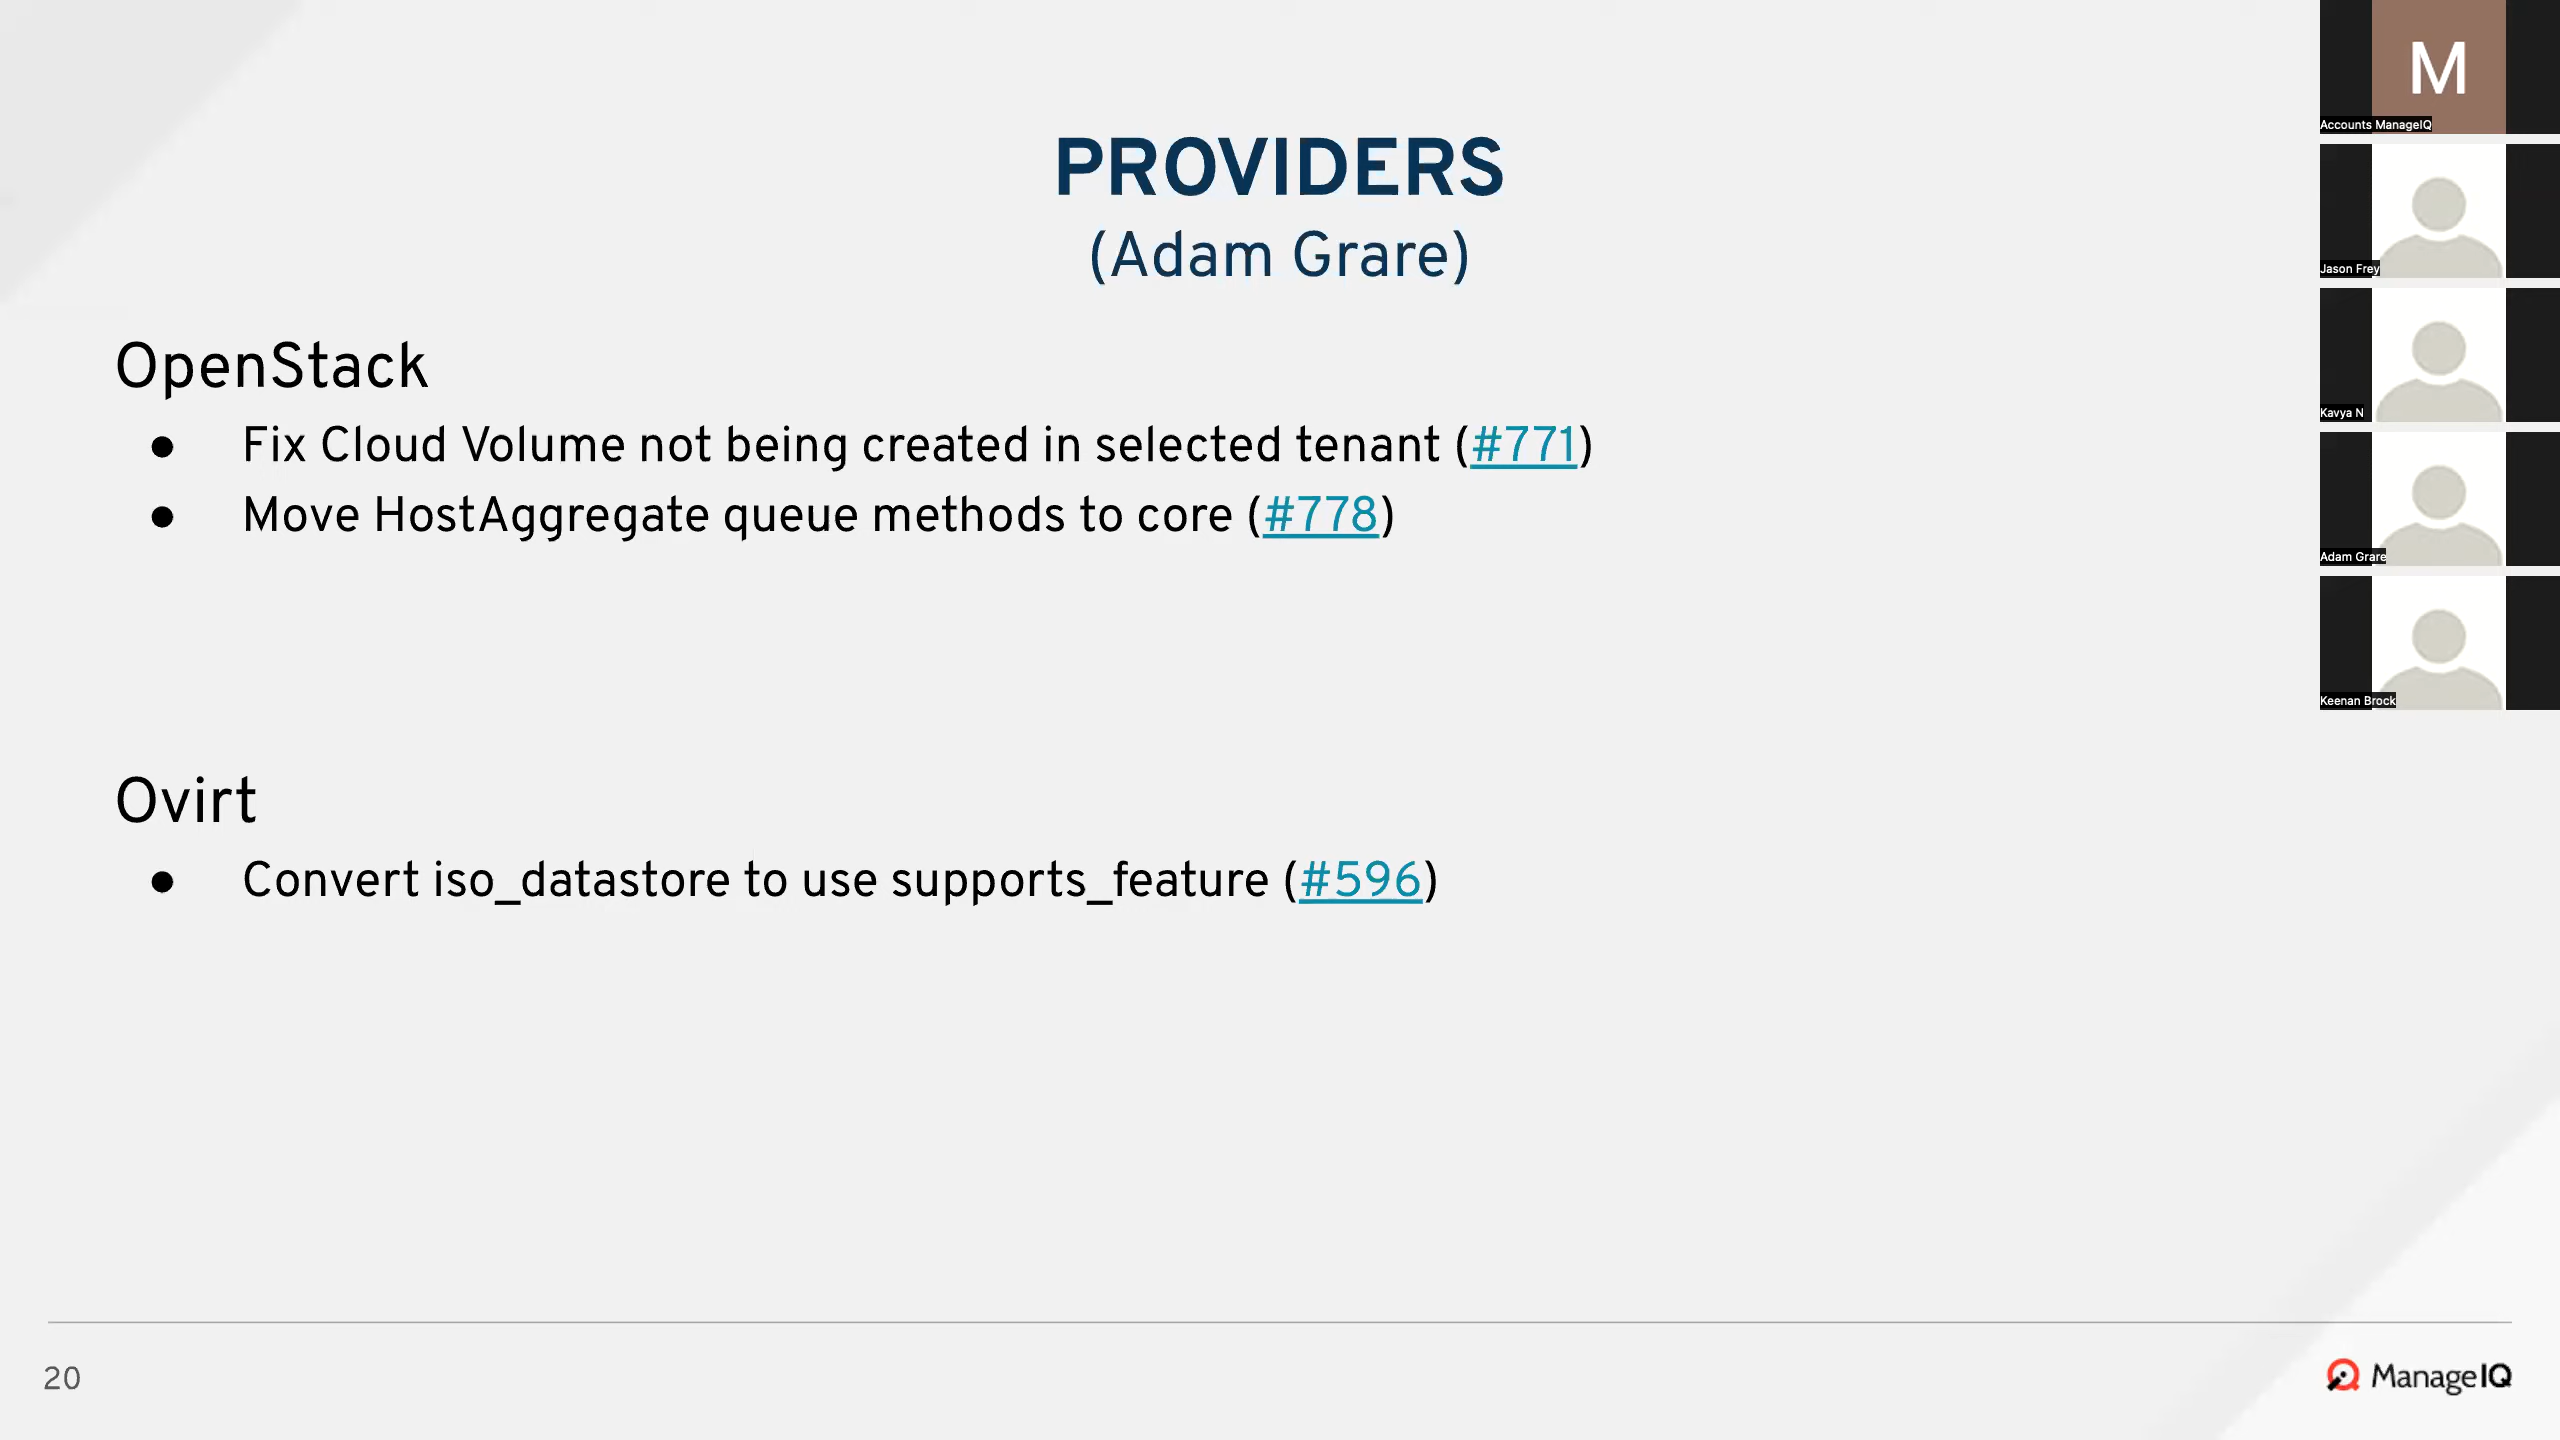 PROVIDERS
(Adam Grare)
OpenStack
● Fix Cloud Volume not being created in selected tenant (#771)
● Move HostAggregate queue methods to core (#778)
Ovirt
● Convert iso_datastore to use supports_feature (#596)
20
ManageIQ
M
Accounts ManageIQ
Jason Frey
Kavya N
Adam Grare
Keenan Brock